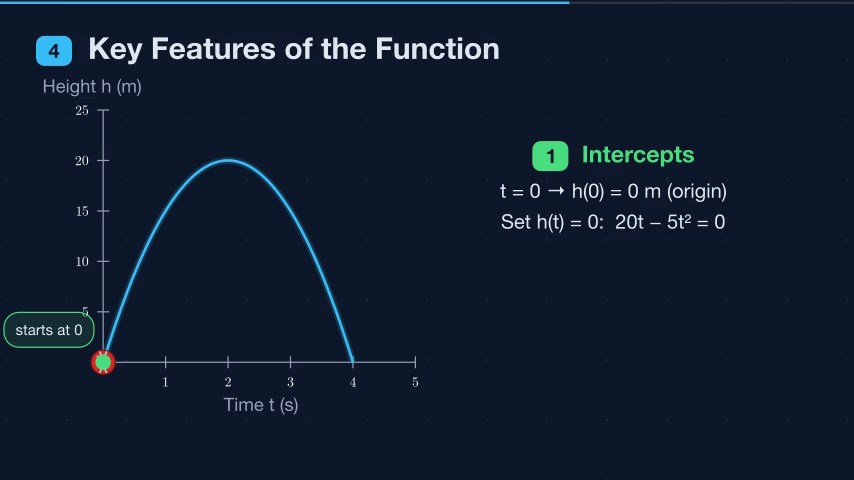 4 Key Features of the Function
Height h (m)
25
20
15
10
5
starts at 0
1 2 3 4 5
Time t (s)
1 Intercepts
t = 0 → h(0) = 0 m (origin)
Set h(t) = 0: 20t − 5t² = 0